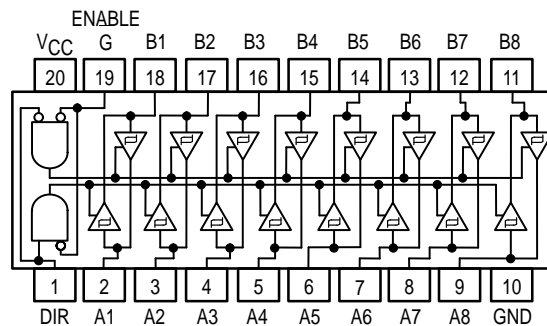 ENABLE
VCC G B1 B2 B3 B4 B5 B6 B7 B8
20 19 18 17 16 15 14 13 12 11
1 2 3 4 5 6 7 8 9 10
DIR A1 A2 A3 A4 A5 A6 A7 A8 GND